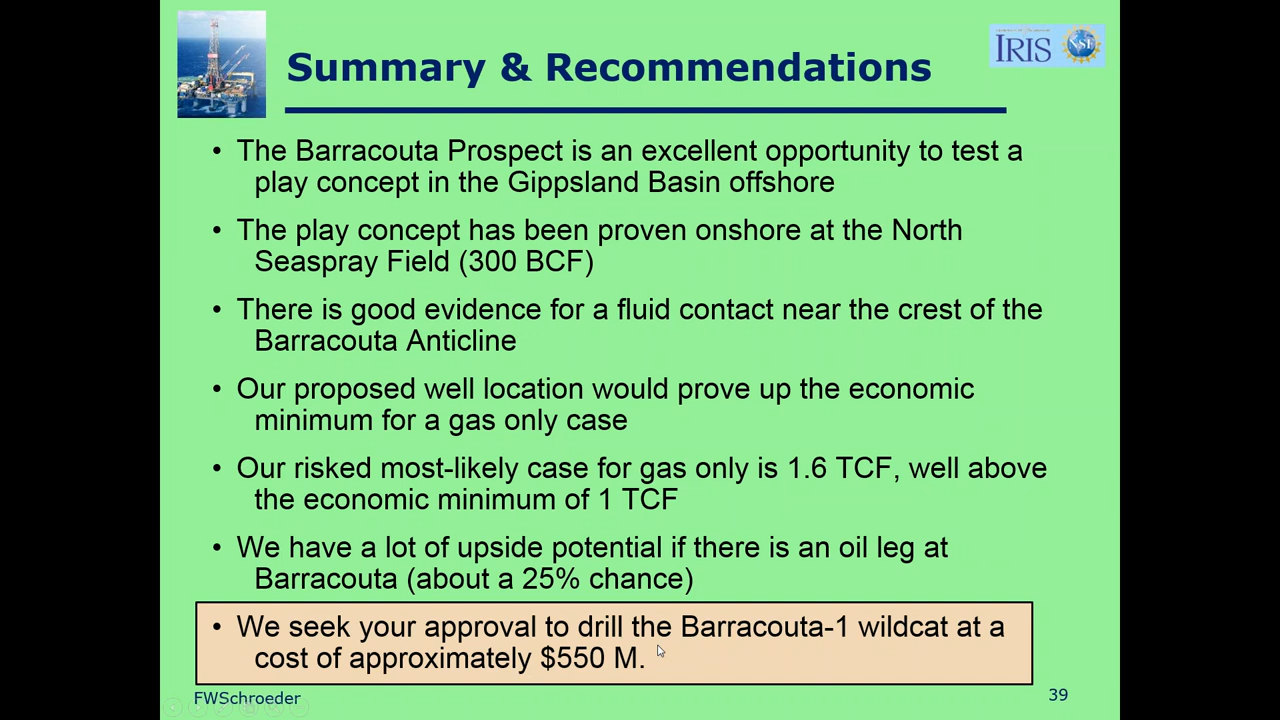 Summary & Recommendations
IRIS
NSF
• The Barracouta Prospect is an excellent opportunity to test a
play concept in the Gippsland Basin offshore
• The play concept has been proven onshore at the North
Seaspray Field (300 BCF)
• There is good evidence for a fluid contact near the crest of the
Barracouta Anticline
• Our proposed well location would prove up the economic
minimum for a gas only case
• Our risked most-likely case for gas only is 1.6 TCF, well above
the economic minimum of 1 TCF
• We have a lot of upside potential if there is an oil leg at
Barracouta (about a 25% chance)
• We seek your approval to drill the Barracouta-1 wildcat at a
cost of approximately $550 M.
FWSchroeder
39